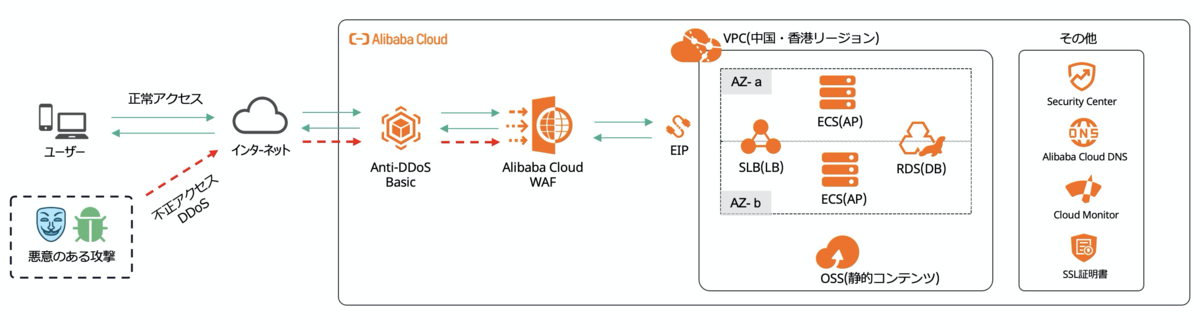 正常アクセス
ユーザー
インターネット
不正アクセス
DDoS
悪意のある攻撃
Alibaba Cloud
Anti-DDoS
Basic
Alibaba Cloud
WAF
EIP
VPC(中国・香港リージョン)
AZ- a
ECS(AP)
SLB(LB)
RDS(DB)
ECS(AP)
AZ- b
OSS(静的コンテンツ)
その他
Security Center
DNS
Alibaba Cloud DNS
Cloud Monitor
SSL証明書